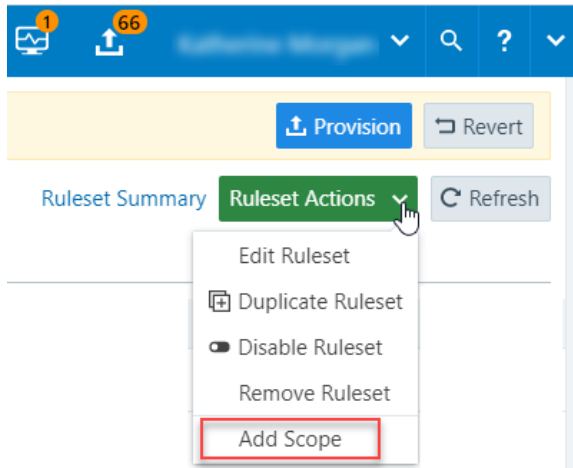 1
66
?
Provision
Revert
Ruleset Summary
Ruleset Actions
Refresh
Edit Ruleset
Duplicate Ruleset
Disable Ruleset
Remove Ruleset
Add Scope